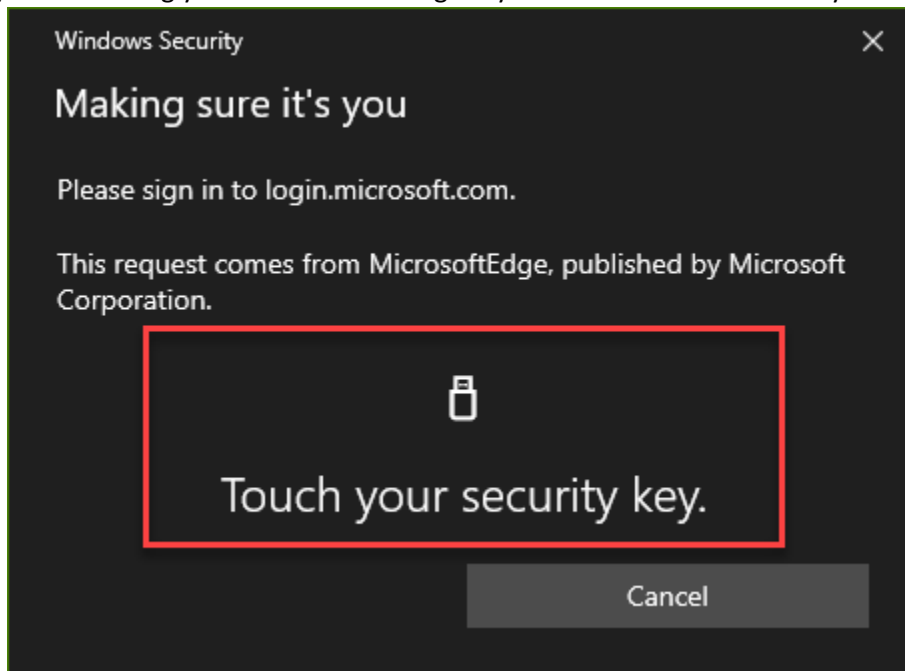 Windows Security
Making sure it's you
Please sign in to login.microsoft.com.
This request comes from MicrosoftEdge, published by Microsoft
Corporation.
Touch your security key.
Cancel